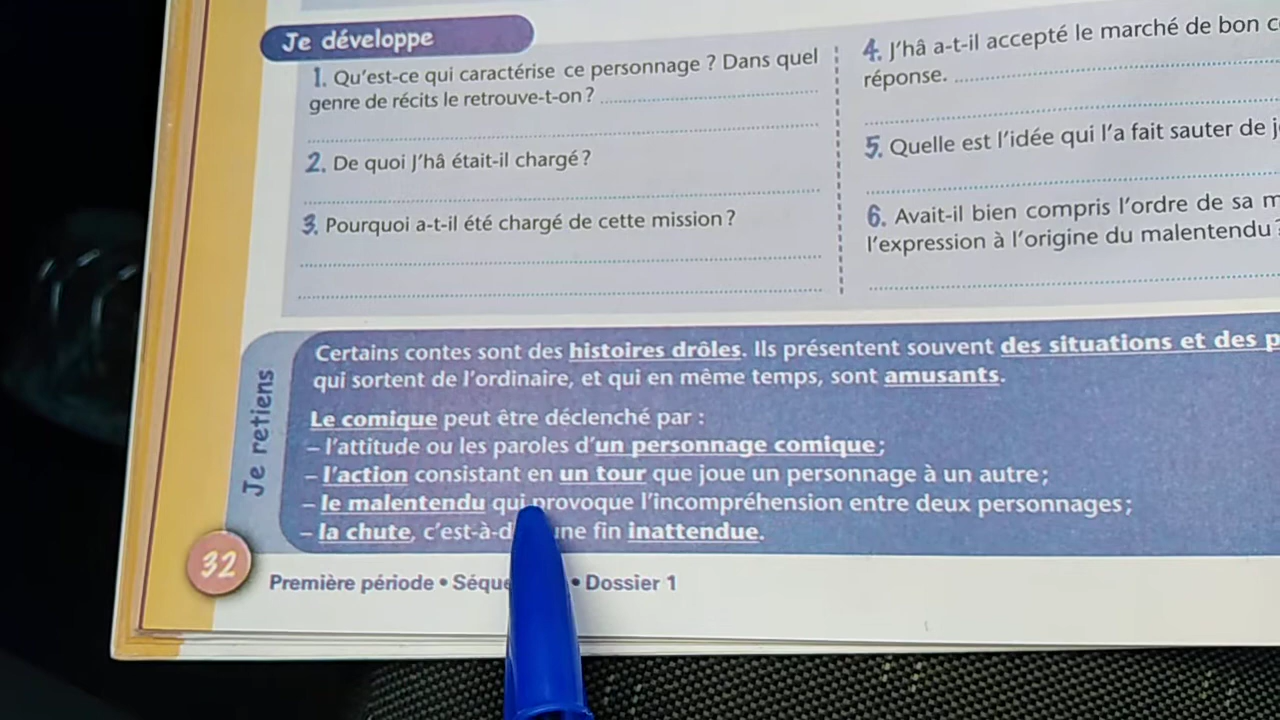 Je développe
1. Qu'est-ce qui caractérise ce personnage ? Dans quel
genre de récits le retrouve-t-on ?
2. De quoi J'hâ était-il chargé ?
3. Pourquoi a-t-il été chargé de cette mission ?
4. J'hâ a-t-il accepté le marché de bon
réponse.
5. Quelle est l'idée qui l'a fait sauter de
6. Avait-il bien compris l'ordre de sa
l'expression à l'origine du malentendu
Je retiens
Certains contes sont des histoires drôles. Ils présentent souvent des situations et des
qui sortent de l'ordinaire, et qui en même temps, sont amusants.
Le comique peut être déclenché par :
– l'attitude ou les paroles d'un personnage comique ;
– l'action consistant en un tour que joue un personnage à un autre ;
– le malentendu qui provoque l'incompréhension entre deux personnages ;
– la chute, c'est-à-d une fin inattendue.
32
Première période • Séque • Dossier 1